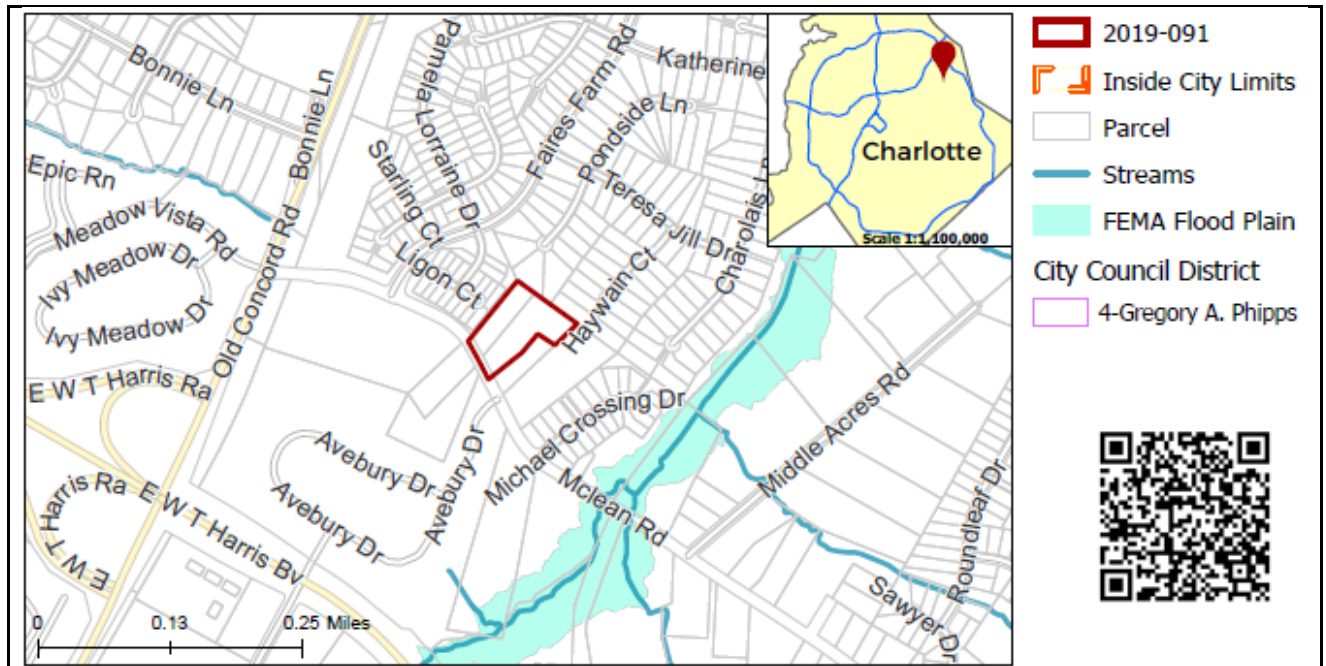 Bonnie Ln
Bonnie Ln
Pamela Lorraine Dr
Faires Farm Rd
Katherine
Pondside Ln
Epic Rn
Meadow Vista Rd
Ivy Meadow Dr
Ivy Meadow Dr
Old Concord Rd
Starling Ct
Ligon Ct
Teresa Jill Dr
Charolais L
Haywain Ct
E W T Harris Ra
E W T Harris Ra
E W T Harris Bv
Avebury Dr
Avebury Dr
Avebury Dr
Michael Crossing Dr
Mclean Rd
Middle Acres Rd
Roundleaf Dr
Sawyer Dr
0 0.13 0.25 Miles
Charlotte
Scale 1:1,100,000
2019-091
Inside City Limits
Parcel
Streams
FEMA Flood Plain
City Council District
4-Gregory A. Phipps